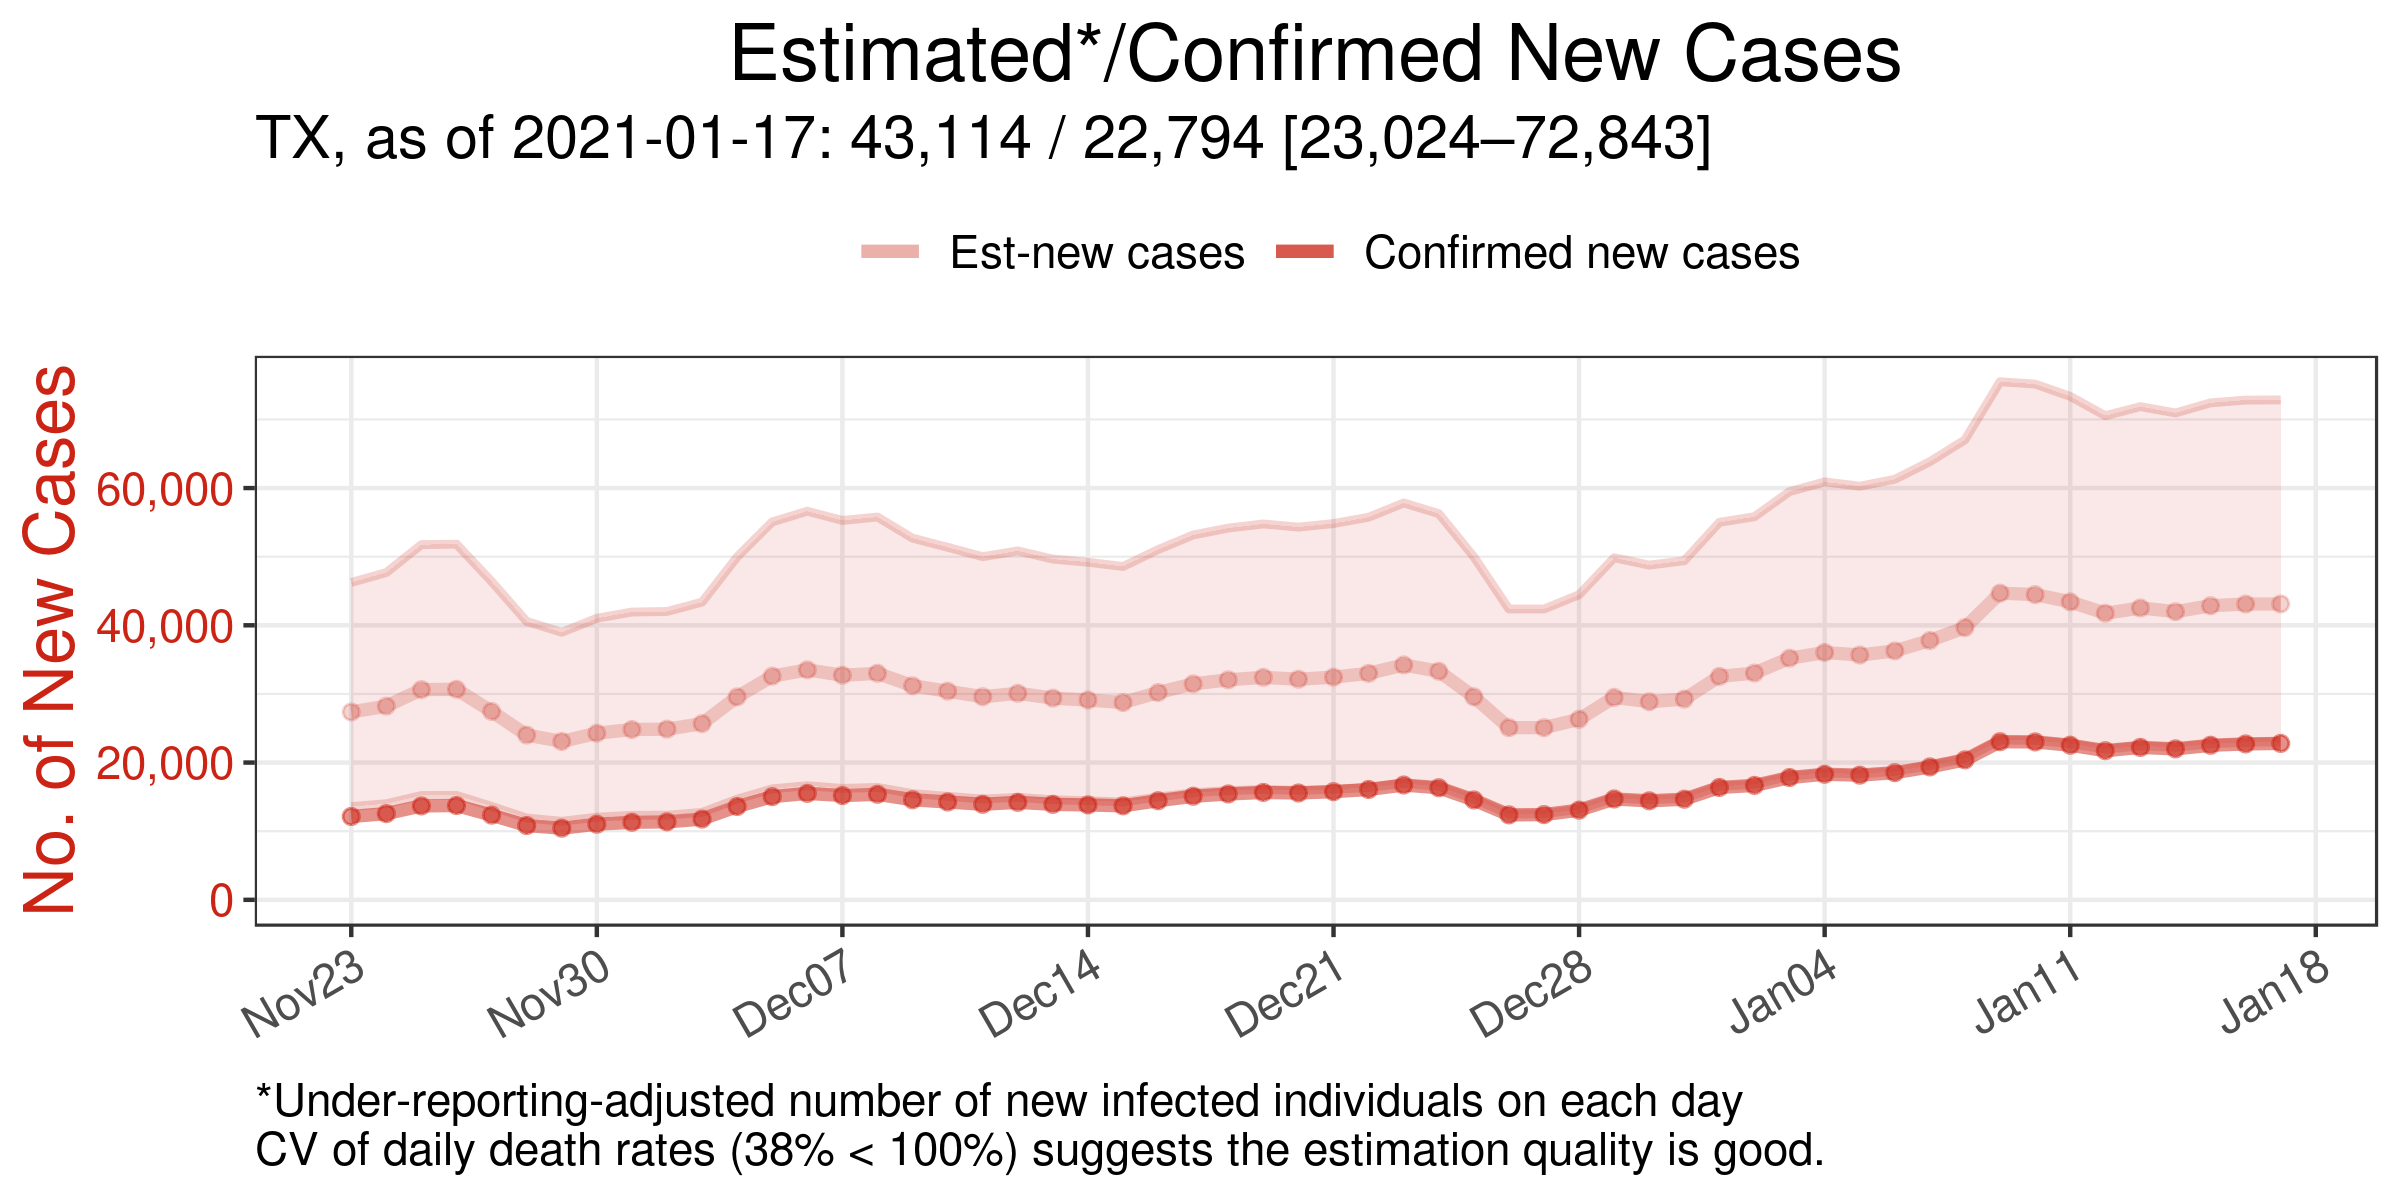 Estimated*/Confirmed New Cases
TX, as of 2021-01-17: 43,114 / 22,794 [23,024–72,843]
Est-new cases
Confirmed new cases
No. of New Cases
60,000
40,000
20,000
0
Nov23
Nov30
Dec07
Dec14
Dec21
Dec28
Jan04
Jan11
Jan18
*Under-reporting-adjusted number of new infected individuals on each day
CV of daily death rates (38% < 100%) suggests the estimation quality is good.